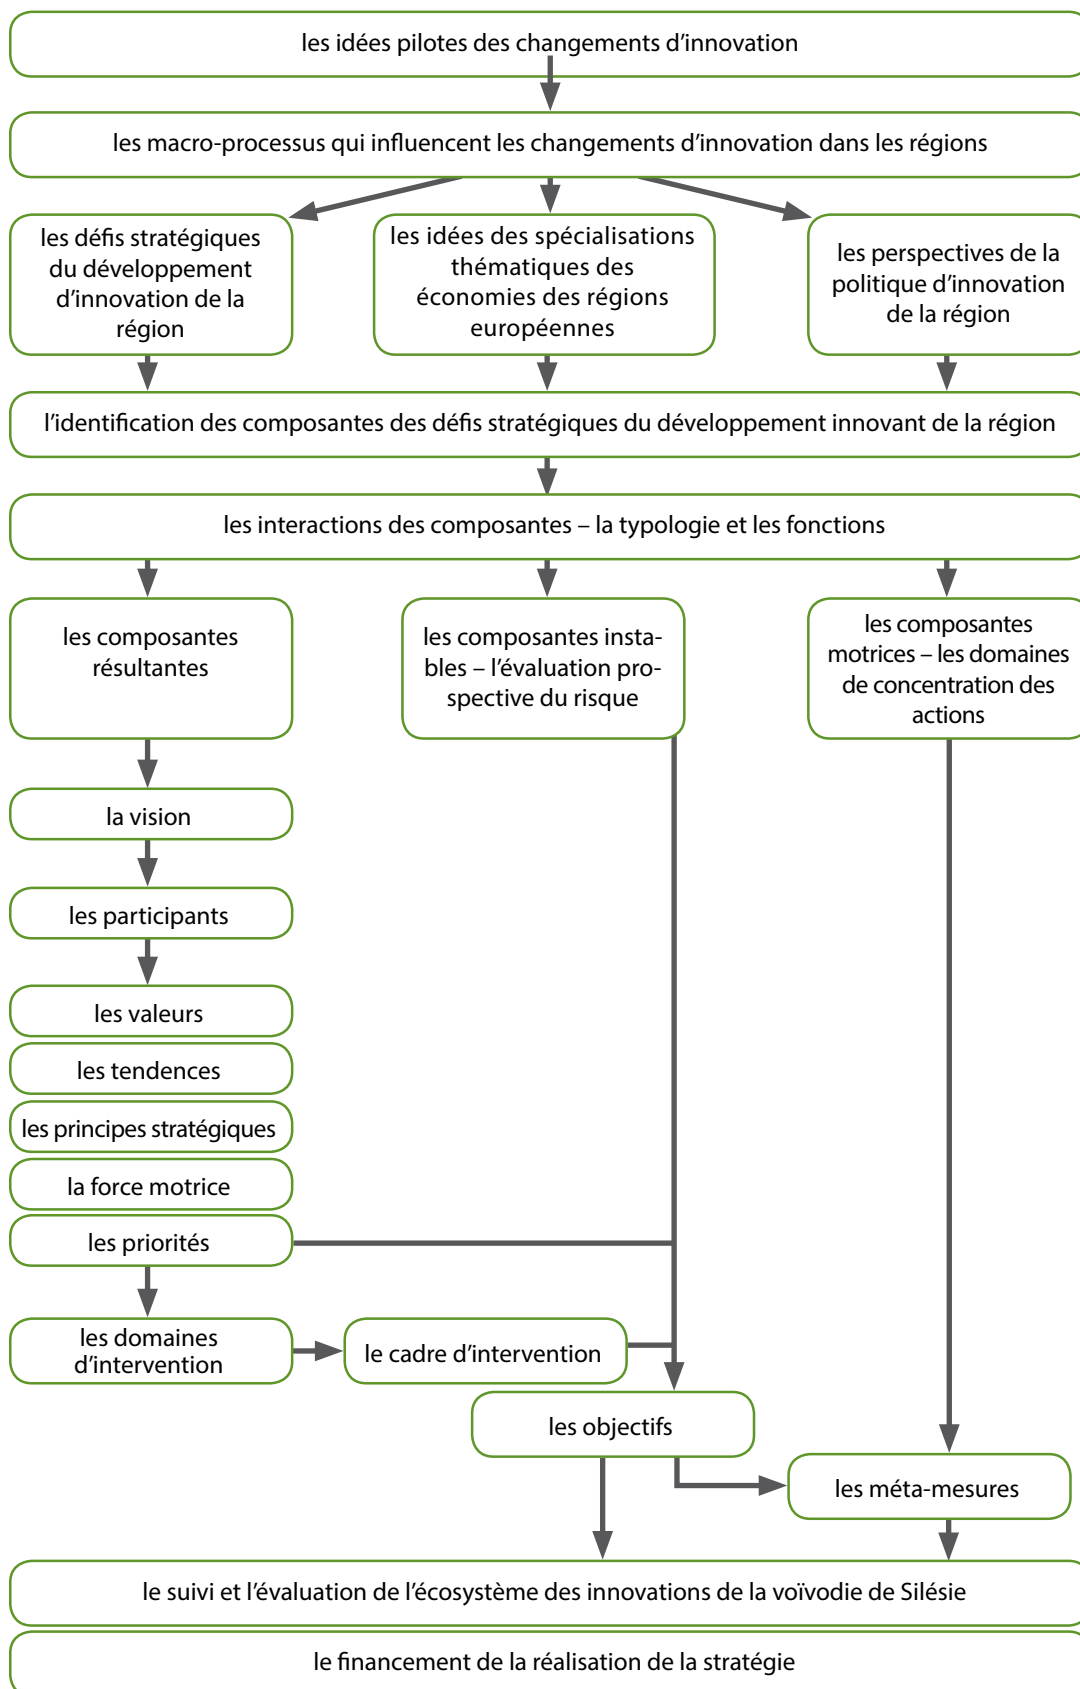 les idées pilotes des changements d’innovation
les macro-processus qui influencent les changements d’innovation dans les régions
les défis stratégiques
du développement
d’innovation de la
région
les idées des spécialisations
thématiques des
économies des régions
européennes
les perspectives de la
politique d’innovation
de la région
l’identification des composantes des défis stratégiques du développement innovant de la région
les interactions des composantes – la typologie et les fonctions
les composantes
résultantes
les composantes insta-
bles – l’évaluation pro-
spective du risque
les composantes
motrices – les domaines
de concentration des
actions
la vision
les participants
les valeurs
les tendences
les principes stratégiques
la force motrice
les priorités
les domaines
d’intervention
le cadre d’intervention
les objectifs
les méta-mesures
le suivi et l’évaluation de l’écosystème des innovations de la voïvodie de Silésie
le financement de la réalisation de la stratégie